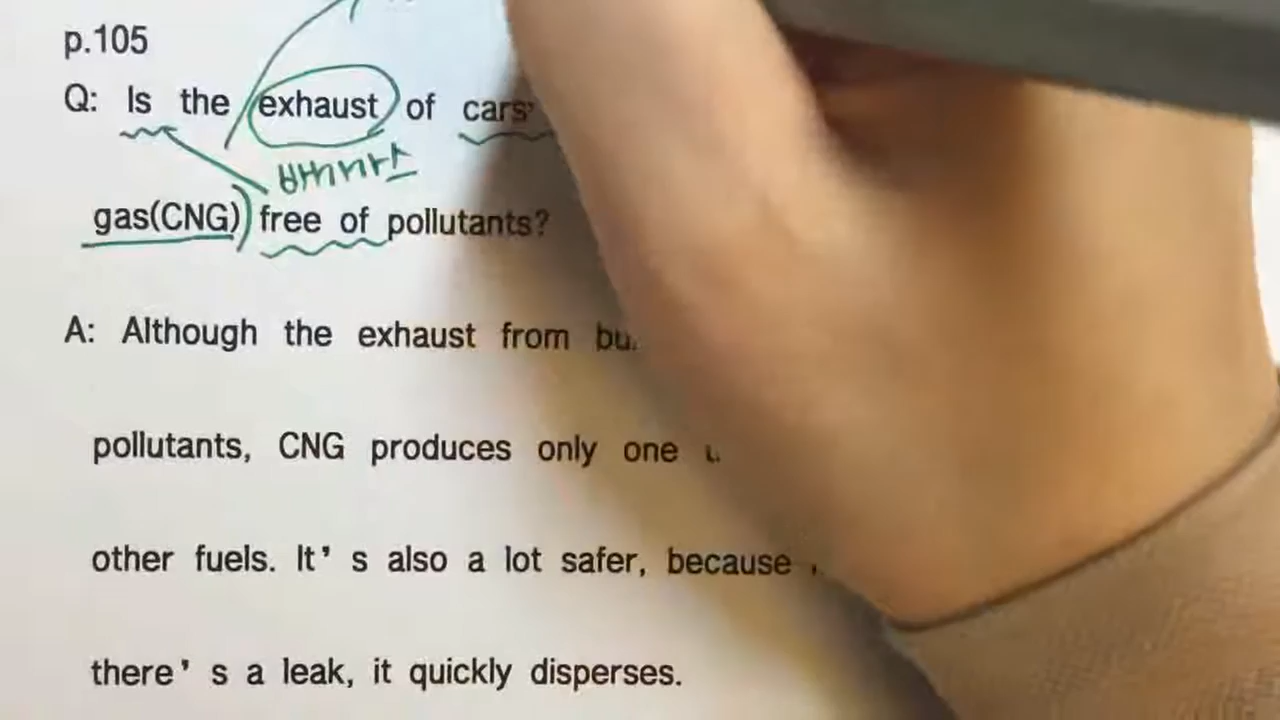 p.105
Q: Is the exhaust of cars
배기가스
gas(CNG) free of pollutants?
A: Although the exhaust from
pollutants, CNG produces only one
other fuels. It's also a lot safer, because
there's a leak, it quickly disperses.